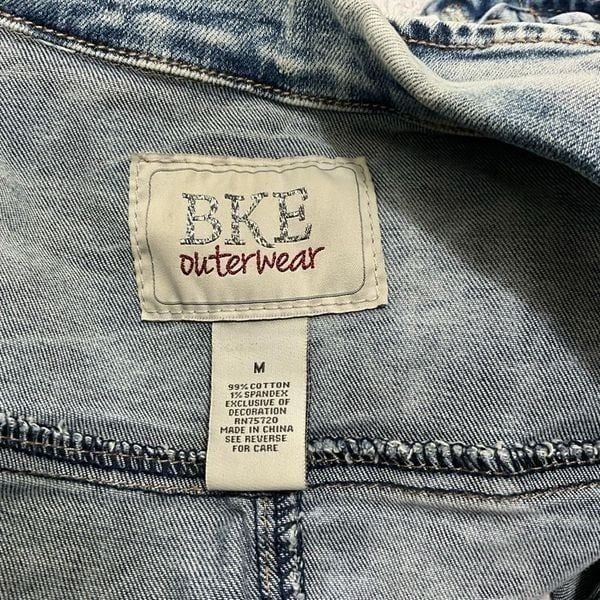 BKE
outerwear
M
99% COTTON
1% SPANDEX
EXCLUSIVE OF
DECORATION
RN75720
MADE IN CHINA
SEE REVERSE
FOR CARE